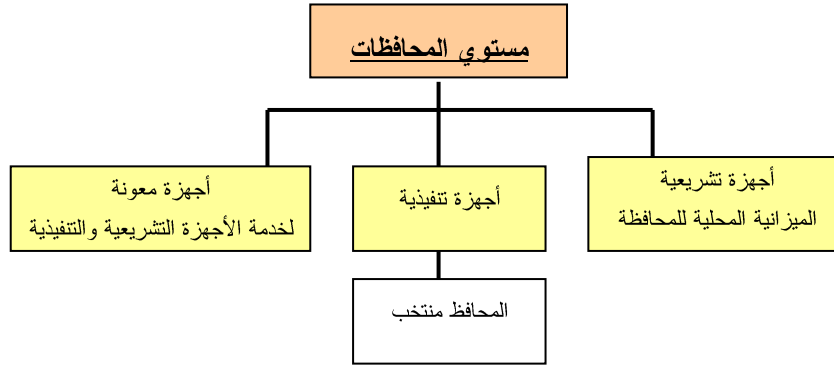 مستوي المحافظات
أجهزة تشريعية
الميزانية المحلية للمحافظة
أجهزة تنفيذية
أجهزة معونة
لخدمة الأجهزة التشريعية والتنفيذية
المحافظ منتخب